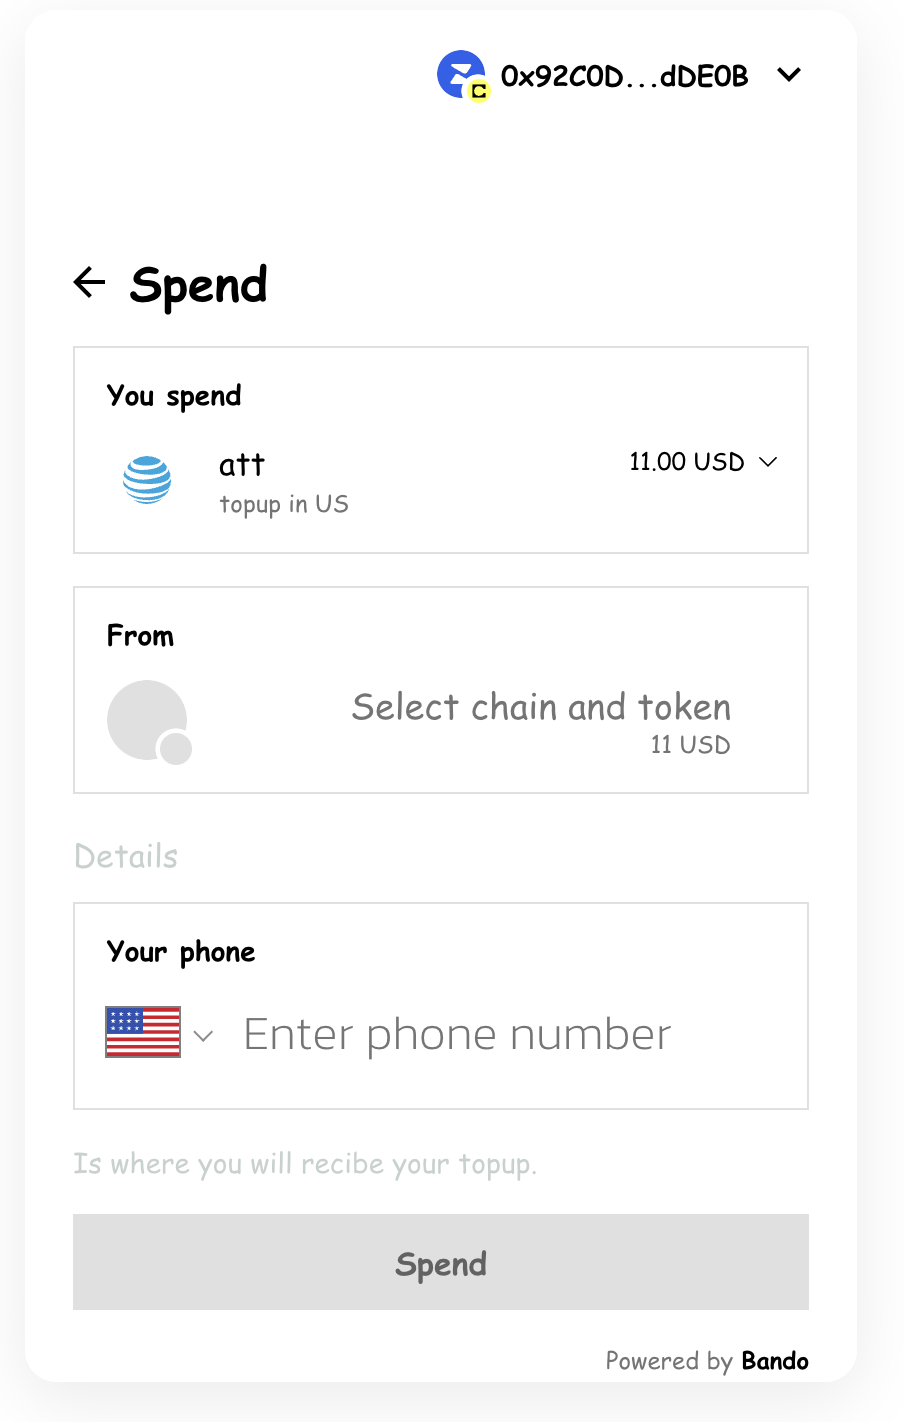 0x92C0D...dDE0B
Spend
You spend
att
11.00 USD
topup in US
From
Select chain and token
11 USD
Details
Your phone
Enter phone number
Is where you will recibe your topup.
Spend
Powered by Bando